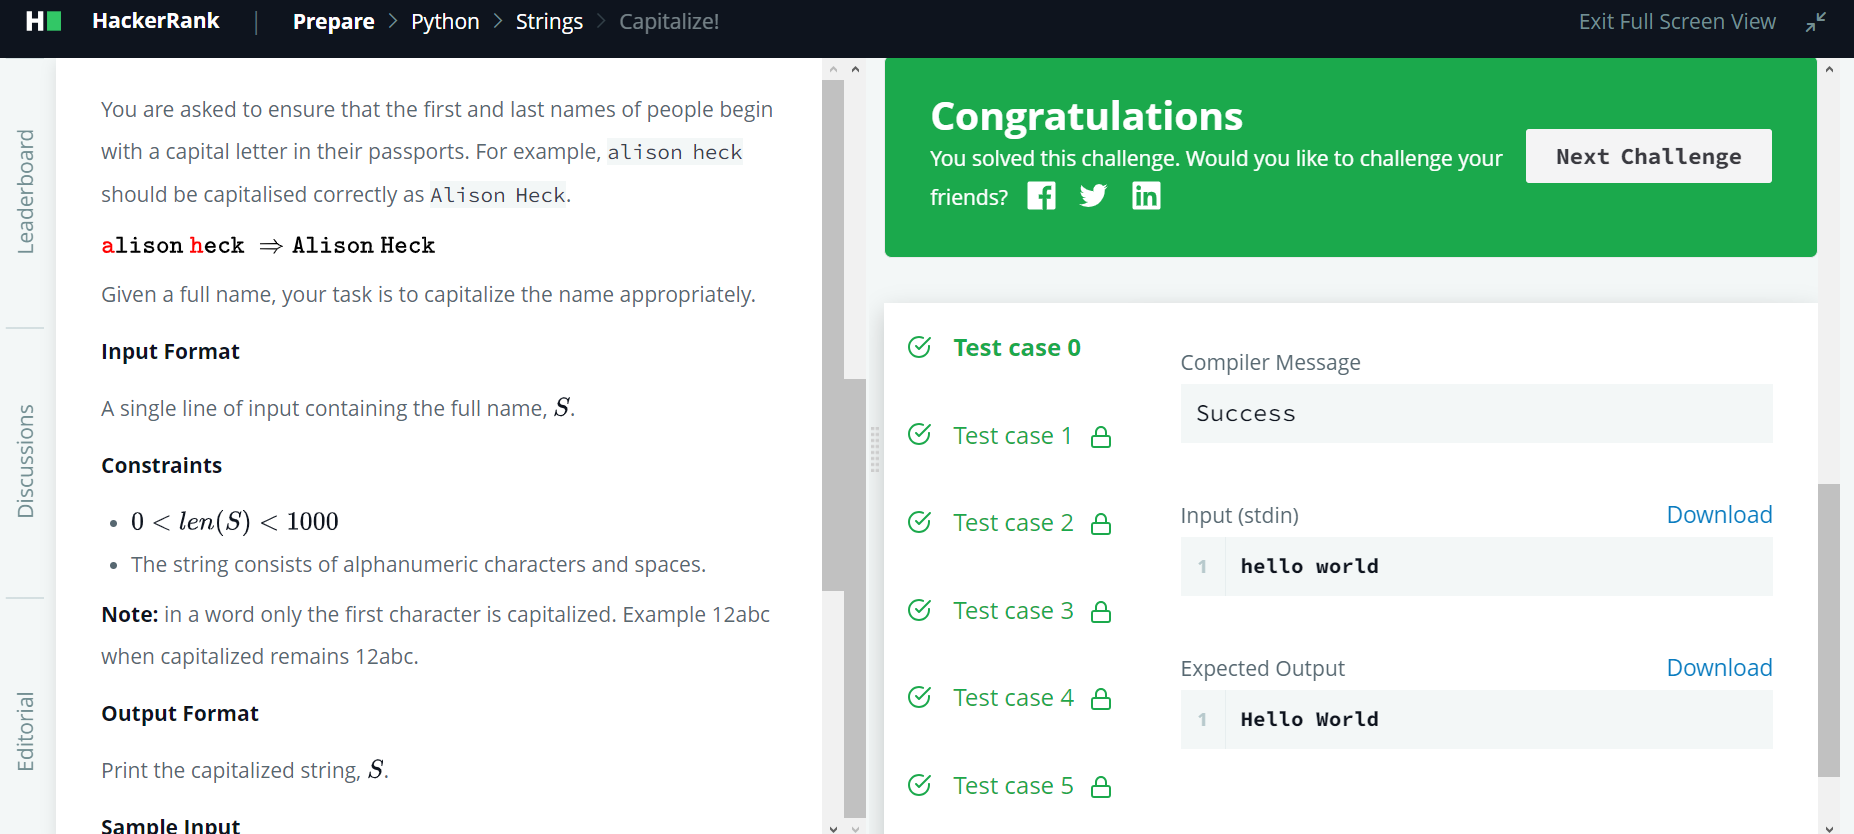 HackerRank | Prepare > Python > Strings > Capitalize! Exit Full Screen View
Leaderboard
Discussions
Editorial
You are asked to ensure that the first and last names of people begin
with a capital letter in their passports. For example, alison heck
should be capitalised correctly as Alison Heck.
alison heck ⇒ Alison Heck
Given a full name, your task is to capitalize the name appropriately.
Input Format
A single line of input containing the full name, S.
Constraints
• 0 < len(S) < 1000
• The string consists of alphanumeric characters and spaces.
Note: in a word only the first character is capitalized. Example 12abc
when capitalized remains 12abc.
Output Format
Print the capitalized string, S.
Sample Input
Congratulations
You solved this challenge. Would you like to challenge your
friends?
Next Challenge
Test case 0
Test case 1
Test case 2
Test case 3
Test case 4
Test case 5
Compiler Message
Success
Input (stdin) Download
1 hello world
Expected Output Download
1 Hello World